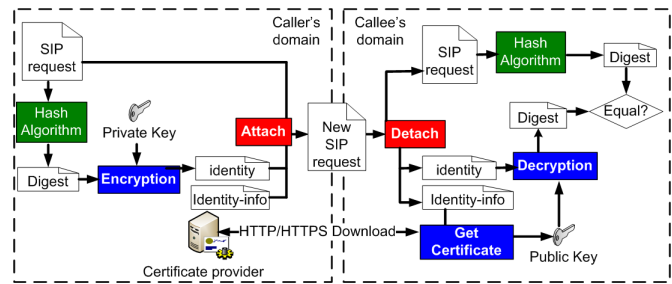 Caller's
domain
SIP
request
Hash
Algorithm
Private Key
Digest
Encryption
identity
Identity-info
Attach
New
SIP
request
Certificate provider
HTTP/HTTPS Download
Callee's
domain
SIP
request
Hash
Algorithm
Digest
Equal?
Digest
Detach
identity
Decryption
Identity-info
Get
Certificate
Public Key